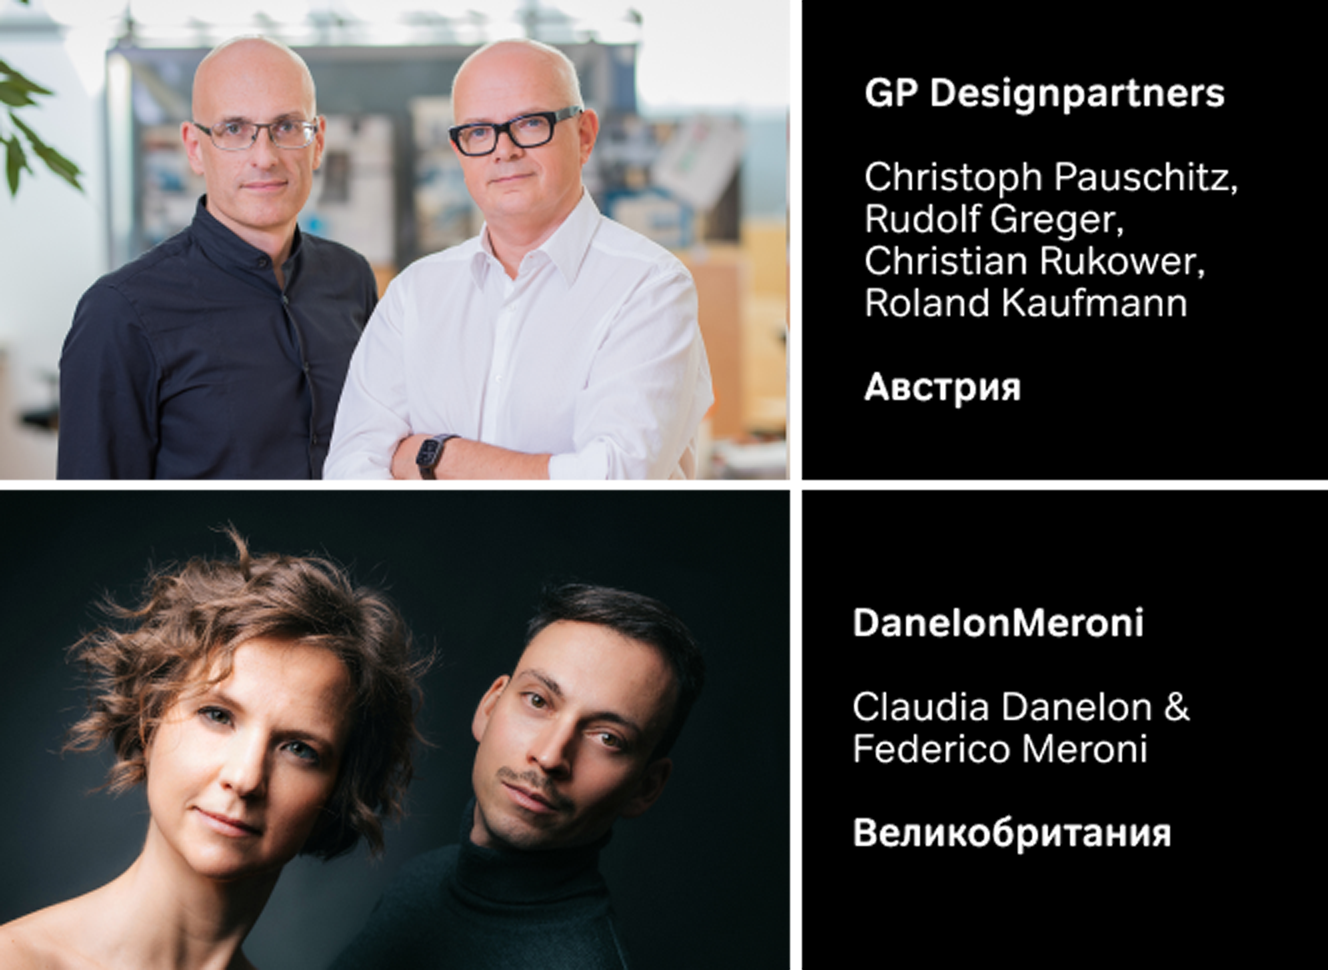 GP Designpartners
Christoph Pauschitz,
Rudolf Greger,
Christian Rukower,
Roland Kaufmann
Австрия
DanelonMeroni
Claudia Danelon &
Federico Meroni
Великобритания